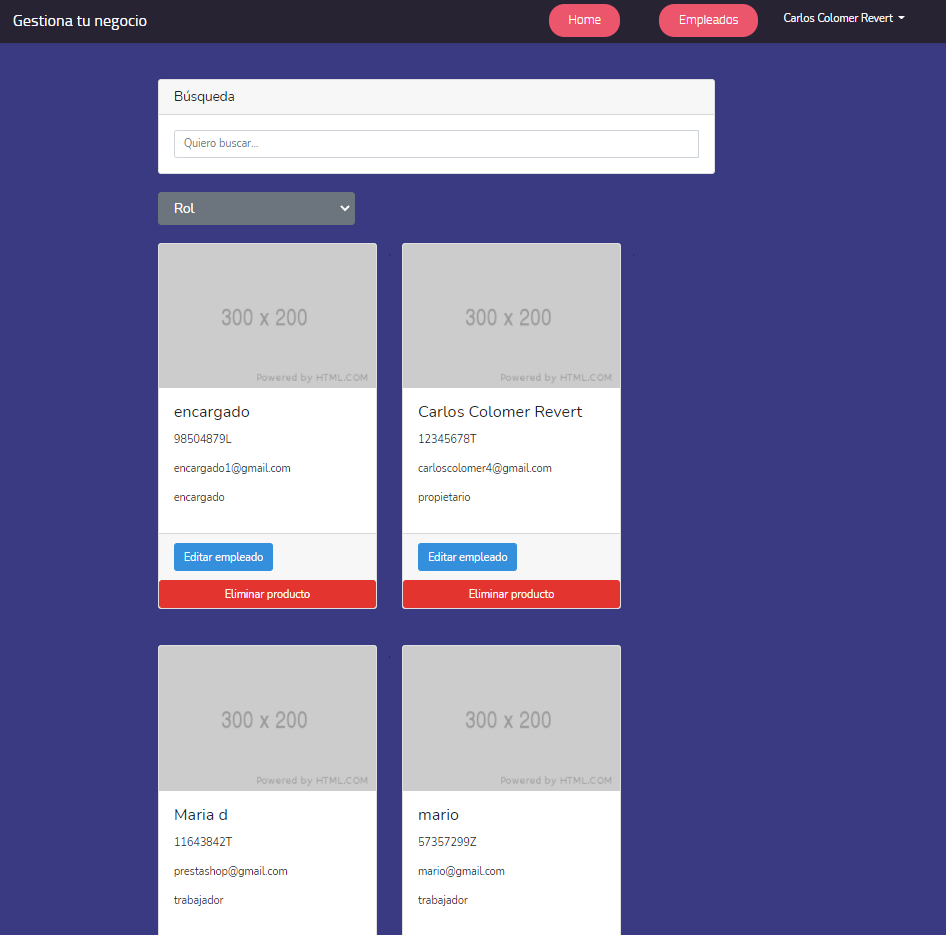 Gestiona tu negocio
Home
Empleados
Carlos Colomer Revert
Búsqueda
Quiero buscar...
Rol
300 x 200
Powered by HTML.COM
encargado
98504879L
encargado1@gmail.com
encargado
Editar empleado
Eliminar producto
300 x 200
Powered by HTML.COM
Carlos Colomer Revert
12345678T
carloscolomer4@gmail.com
propietario
Editar empleado
Eliminar producto
300 x 200
Powered by HTML.COM
Maria d
11643842T
prestashop@gmail.com
trabajador
300 x 200
Powered by HTML.COM
mario
57357299Z
mario@gmail.com
trabajador